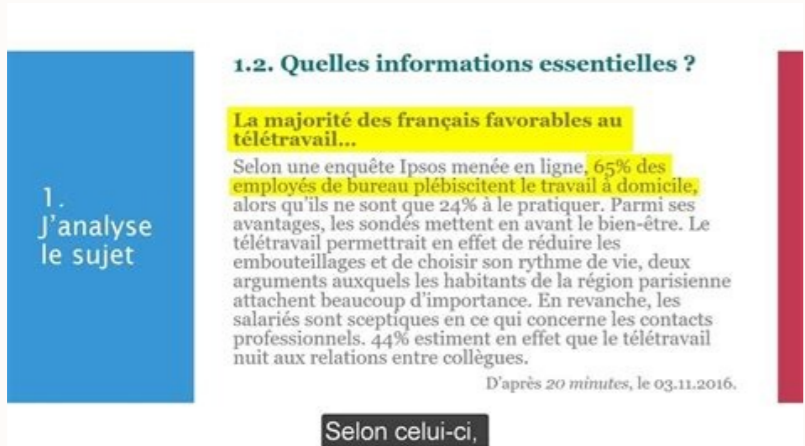 1.2. Quelles informations essentielles ?
La majorité des français favorables au
télétravail...
Selon une enquête Ipsos menée en ligne, 65% des
employés de bureau plébiscitent le travail à domicile,
alors qu'ils ne sont que 24% à le pratiquer. Parmi ses
avantages, les sondés mettent en avant le bien-être. Le
télétravail permettrait en effet de réduire les
embouteillages et de choisir son rythme de vie, deux
arguments auxquels les habitants de la région parisienne
attachent beaucoup d'importance. En revanche, les
salariés sont sceptiques en ce qui concerne les contacts
professionnels. 44% estiment en effet que le télétravail
nuit aux relations entre collègues.
D'après 20 minutes, le 03.11.2016.
1.
J'analyse
le sujet
Selon celui-ci,